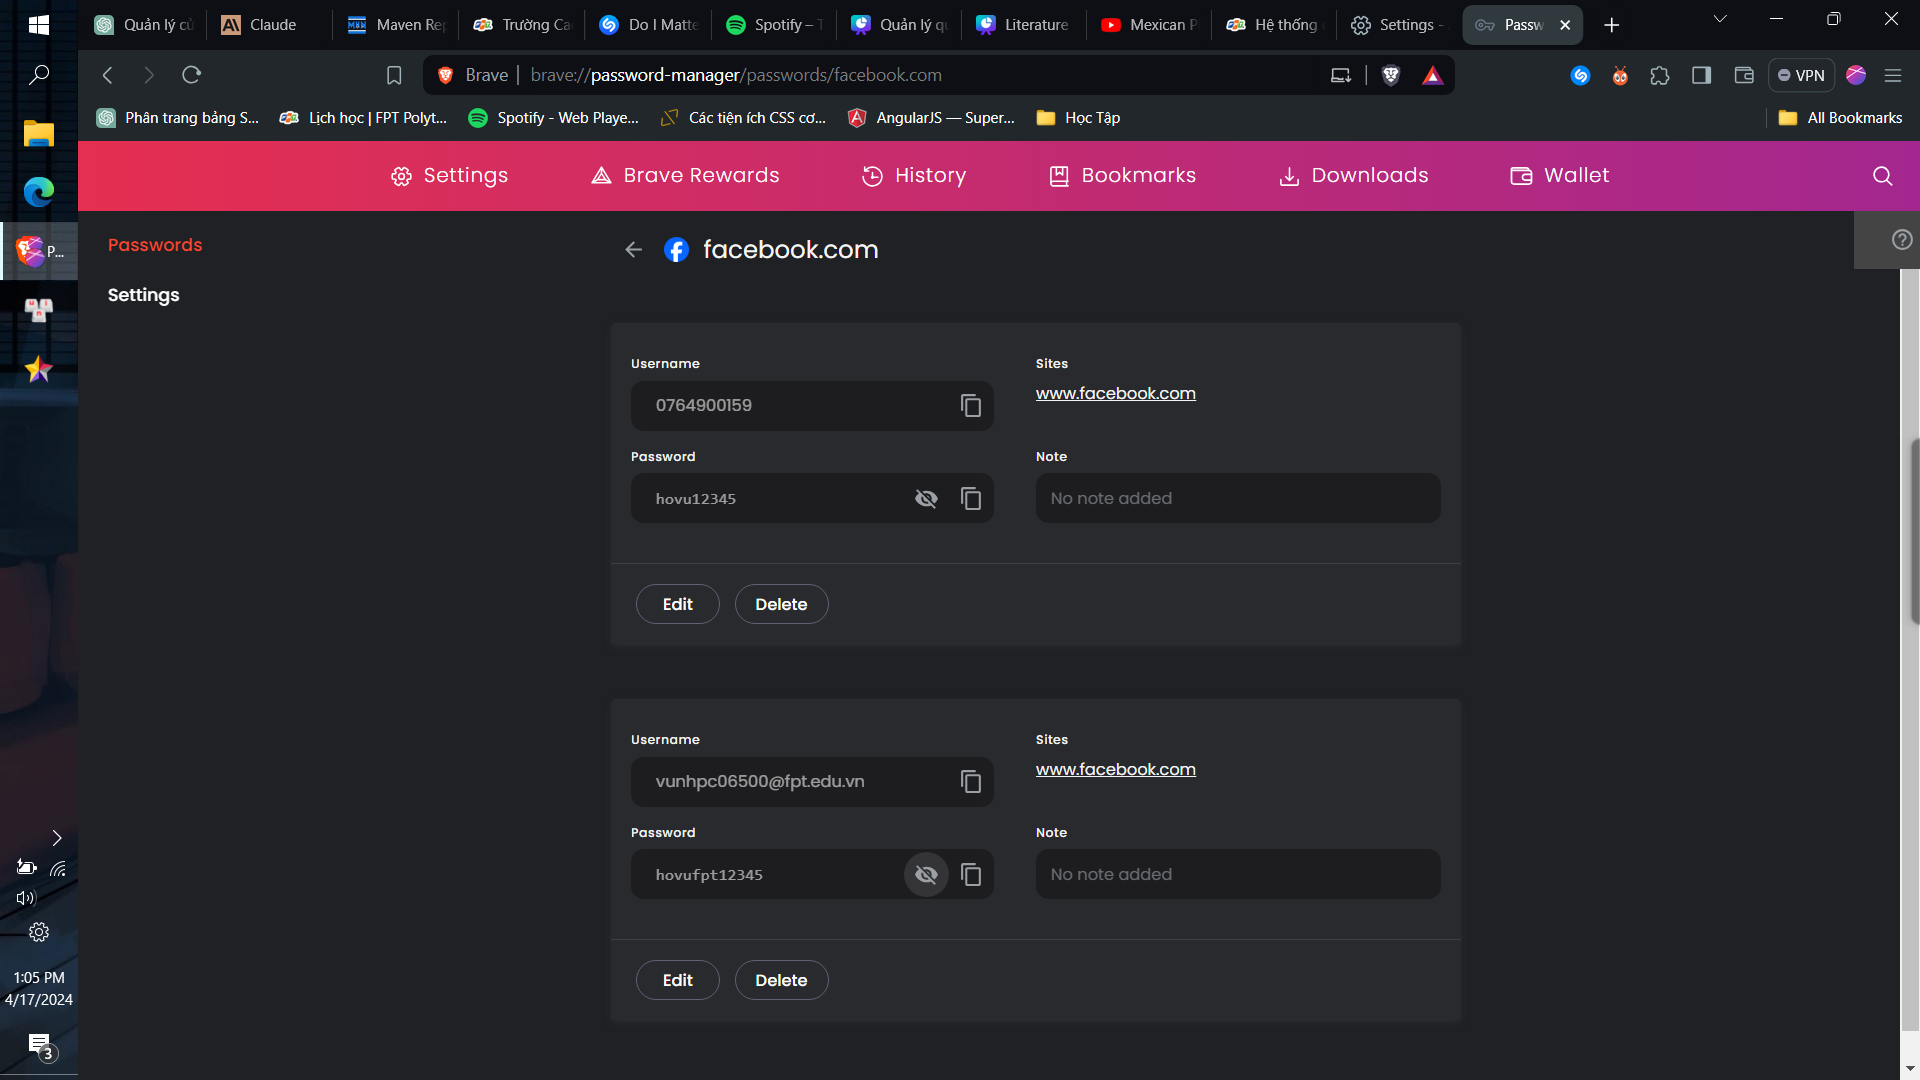 Quản lý cử
Claude
Maven Rep
Trường Ca
Do I Matte
Spotify – T
Quản lý qu
Literature
Mexican P
Hệ thống
Settings -
Passw
Brave
brave://password-manager/passwords/facebook.com
VPN
Phân trang bảng S...
Lịch học | FPT Polyt...
Spotify - Web Playe...
Các tiện ích CSS cơ...
AngularJS — Super...
Học Tập
All Bookmarks
Settings
Brave Rewards
History
Bookmarks
Downloads
Wallet
P...
Passwords
Settings
facebook.com
Username
Sites
0764900159
www.facebook.com
Password
Note
hovu12345
No note added
Edit
Delete
Username
Sites
vunhpc06500@fpt.edu.vn
www.facebook.com
Password
Note
hovufpt12345
No note added
Edit
Delete
1:05 PM
4/17/2024
3